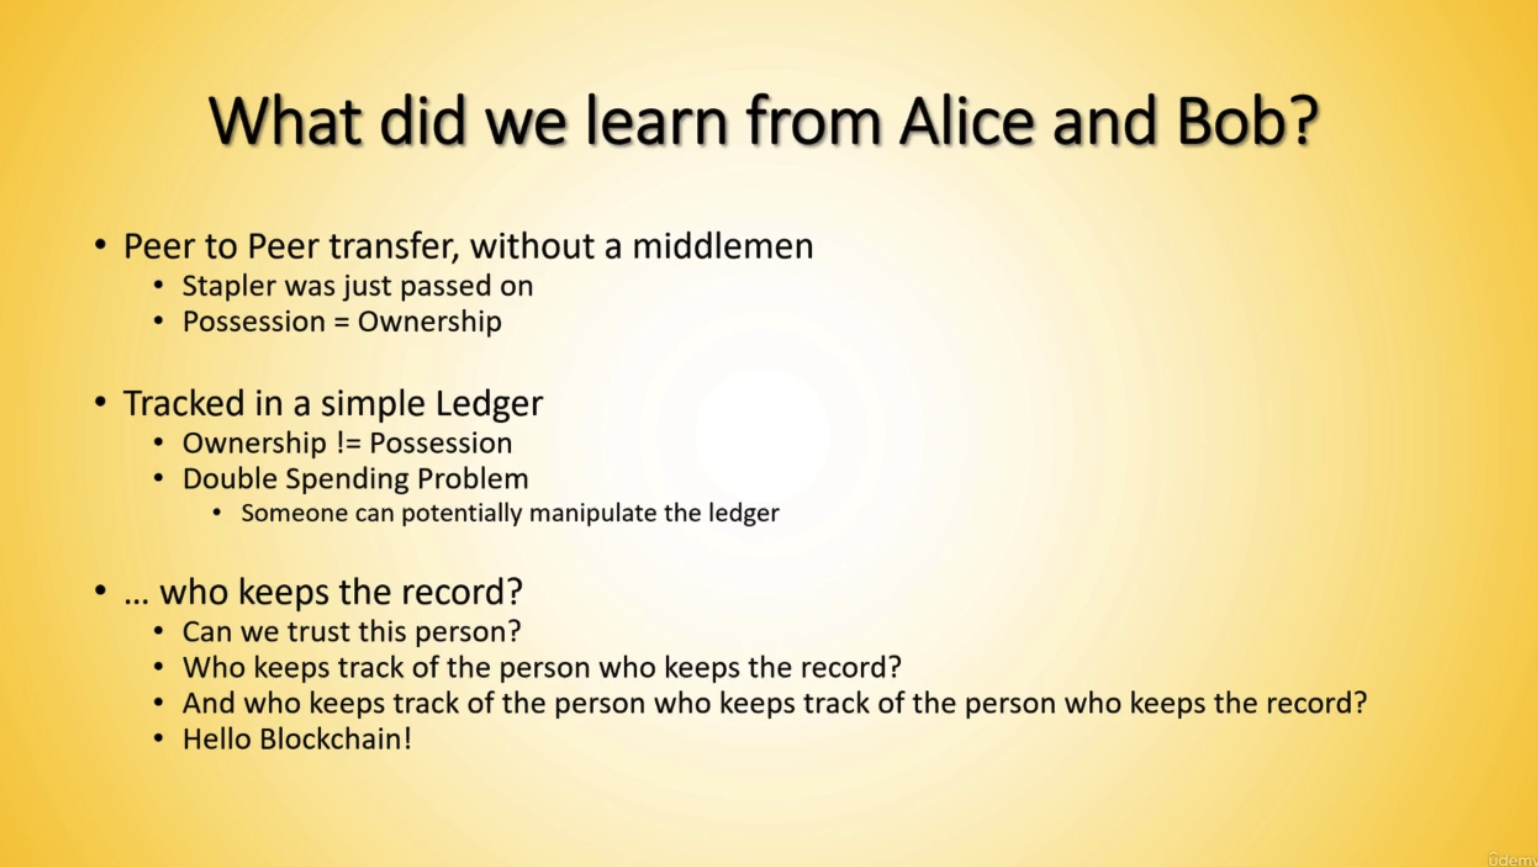 What did we learn from Alice and Bob?
• Peer to Peer transfer, without a middlemen
• Stapler was just passed on
• Possession = Ownership
• Tracked in a simple Ledger
• Ownership != Possession
• Double Spending Problem
• Someone can potentially manipulate the ledger
• ... who keeps the record?
• Can we trust this person?
• Who keeps track of the person who keeps the record?
• And who keeps track of the person who keeps track of the person who keeps the record?
• Hello Blockchain!
ûdemy